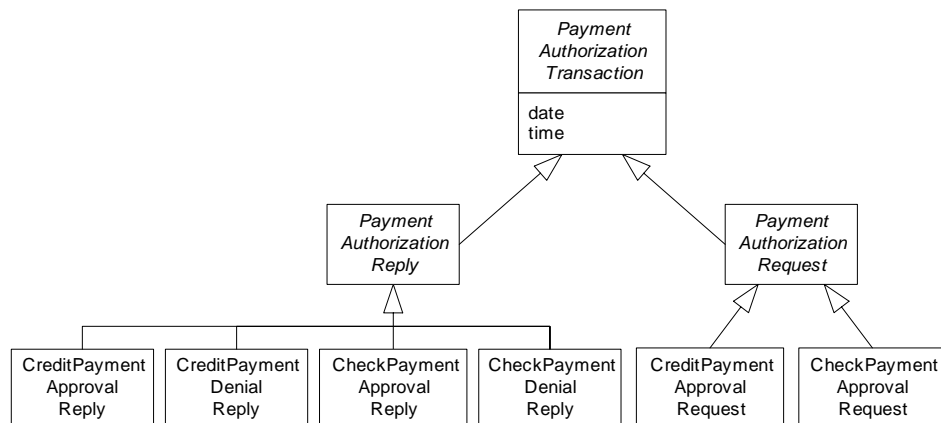 Payment
Authorization
Transaction
date
time
Payment
Authorization
Reply
Payment
Authorization
Request
CreditPayment
Approval
Reply
CreditPayment
Denial
Reply
CheckPayment
Approval
Reply
CheckPayment
Denial
Reply
CreditPayment
Approval
Request
CheckPayment
Approval
Request